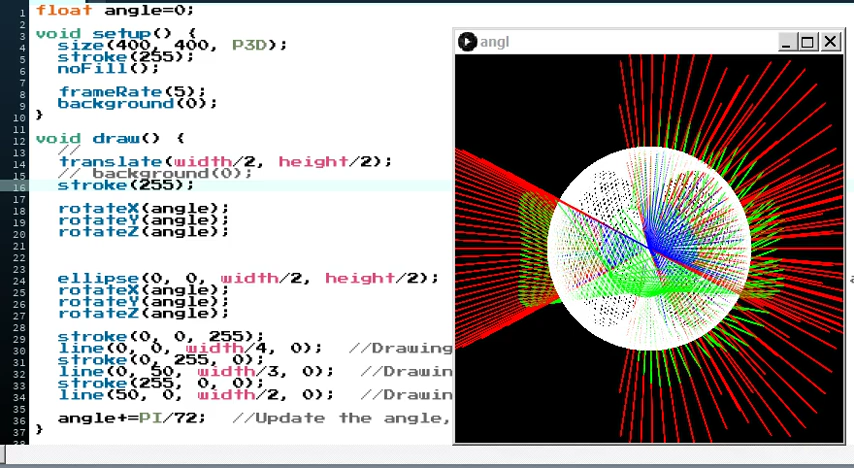 1 float angle=0;
2
3 void setup() {
4 size(400, 400, P3D);
5 stroke(255);
6 noFill();
7
8 frameRate(5);
9 background(0);
10 }
11
12 void draw() {
13 //
14 translate(width/2, height/2);
15 // background(0);
16 stroke(255);
17
18 rotateX(angle);
19 rotateY(angle);
20 rotateZ(angle);
21
22
23
24 ellipse(0, 0, width/2, height/2);
25 rotateX(angle);
26 rotateY(angle);
27 rotateZ(angle);
28
29 stroke(0, 0, 255);
30 line(0, 0, width/4, 0); //Drawing
31 stroke(0, 255, 0);
32 line(0, 50, width/3, 0); //Drawin
33 stroke(255, 0, 0);
34 line(50, 0, width/2, 0); //Drawin
35
36 angle+=PI/72; //Update the angle,
37 }
38
angl